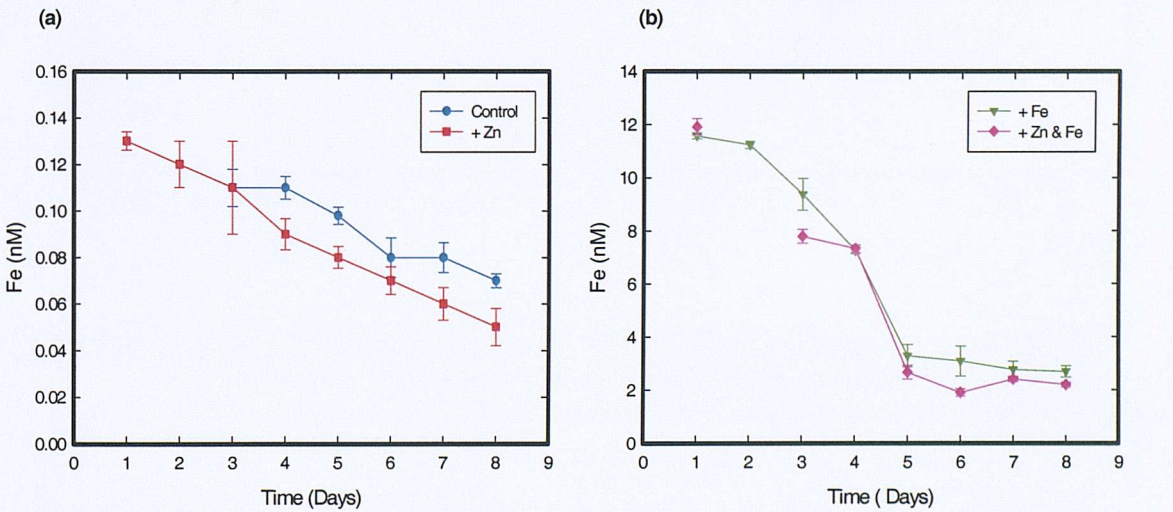 (a)
(b)
Control
+ Zn
+ Fe
+ Zn & Fe
Fe (nM)
0.16
0.14
0.12
0.10
0.08
0.06
0.04
0.02
0.00
0 1 2 3 4 5 6 7 8 9
Time (Days)
Fe (nM)
14
12
10
8
6
4
2
0
0 1 2 3 4 5 6 7 8 9
Time ( Days)